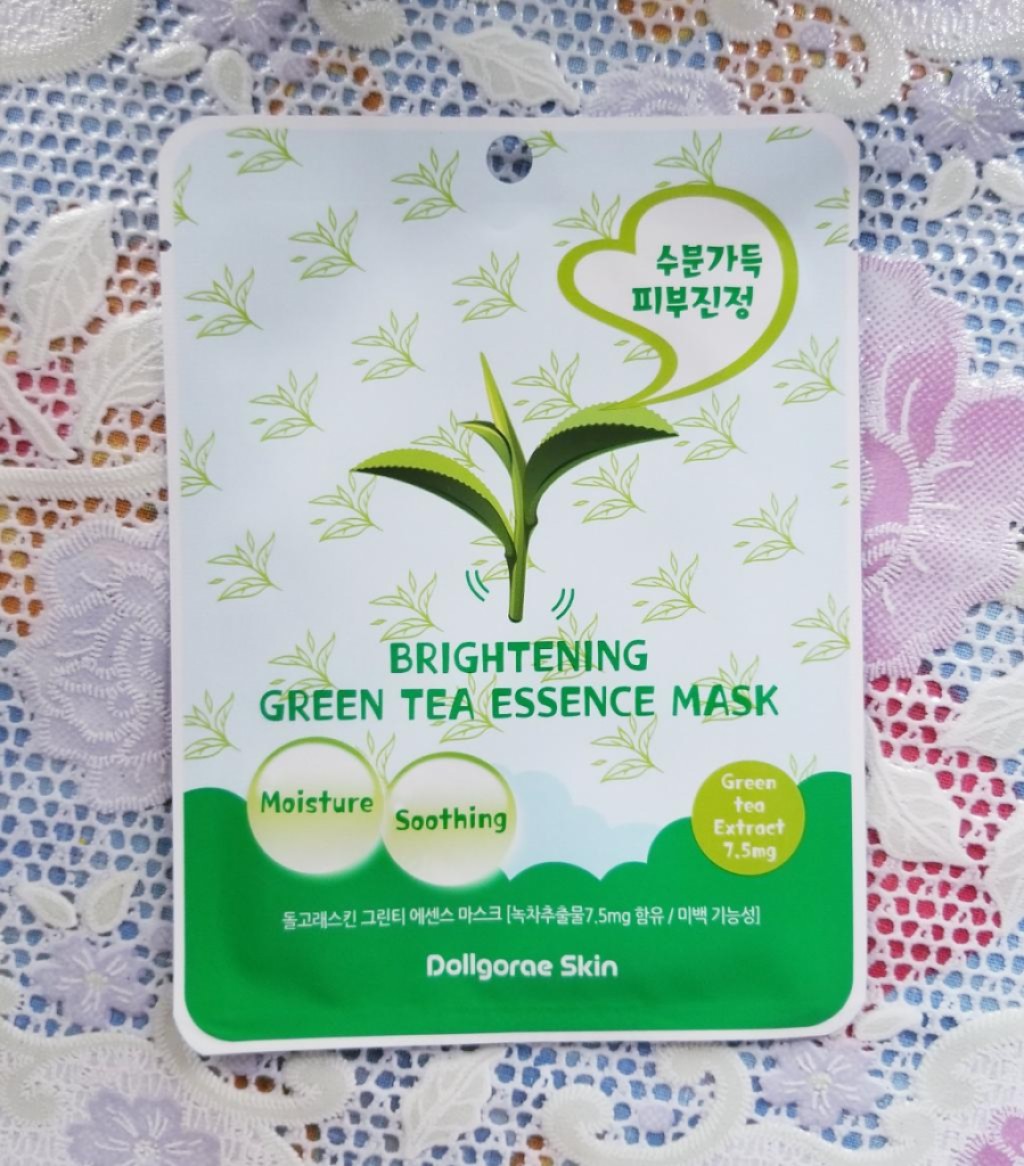 수분가득
피부진정
BRIGHTENING
GREEN TEA ESSENCE MASK
Moisture
Soothing
Green
tea
Extract
7.5mg
돌고래스킨 그린티 에센스 마스크 [녹차추출물7.5mg 함유 / 미백 기능성]
Dollgorae Skin